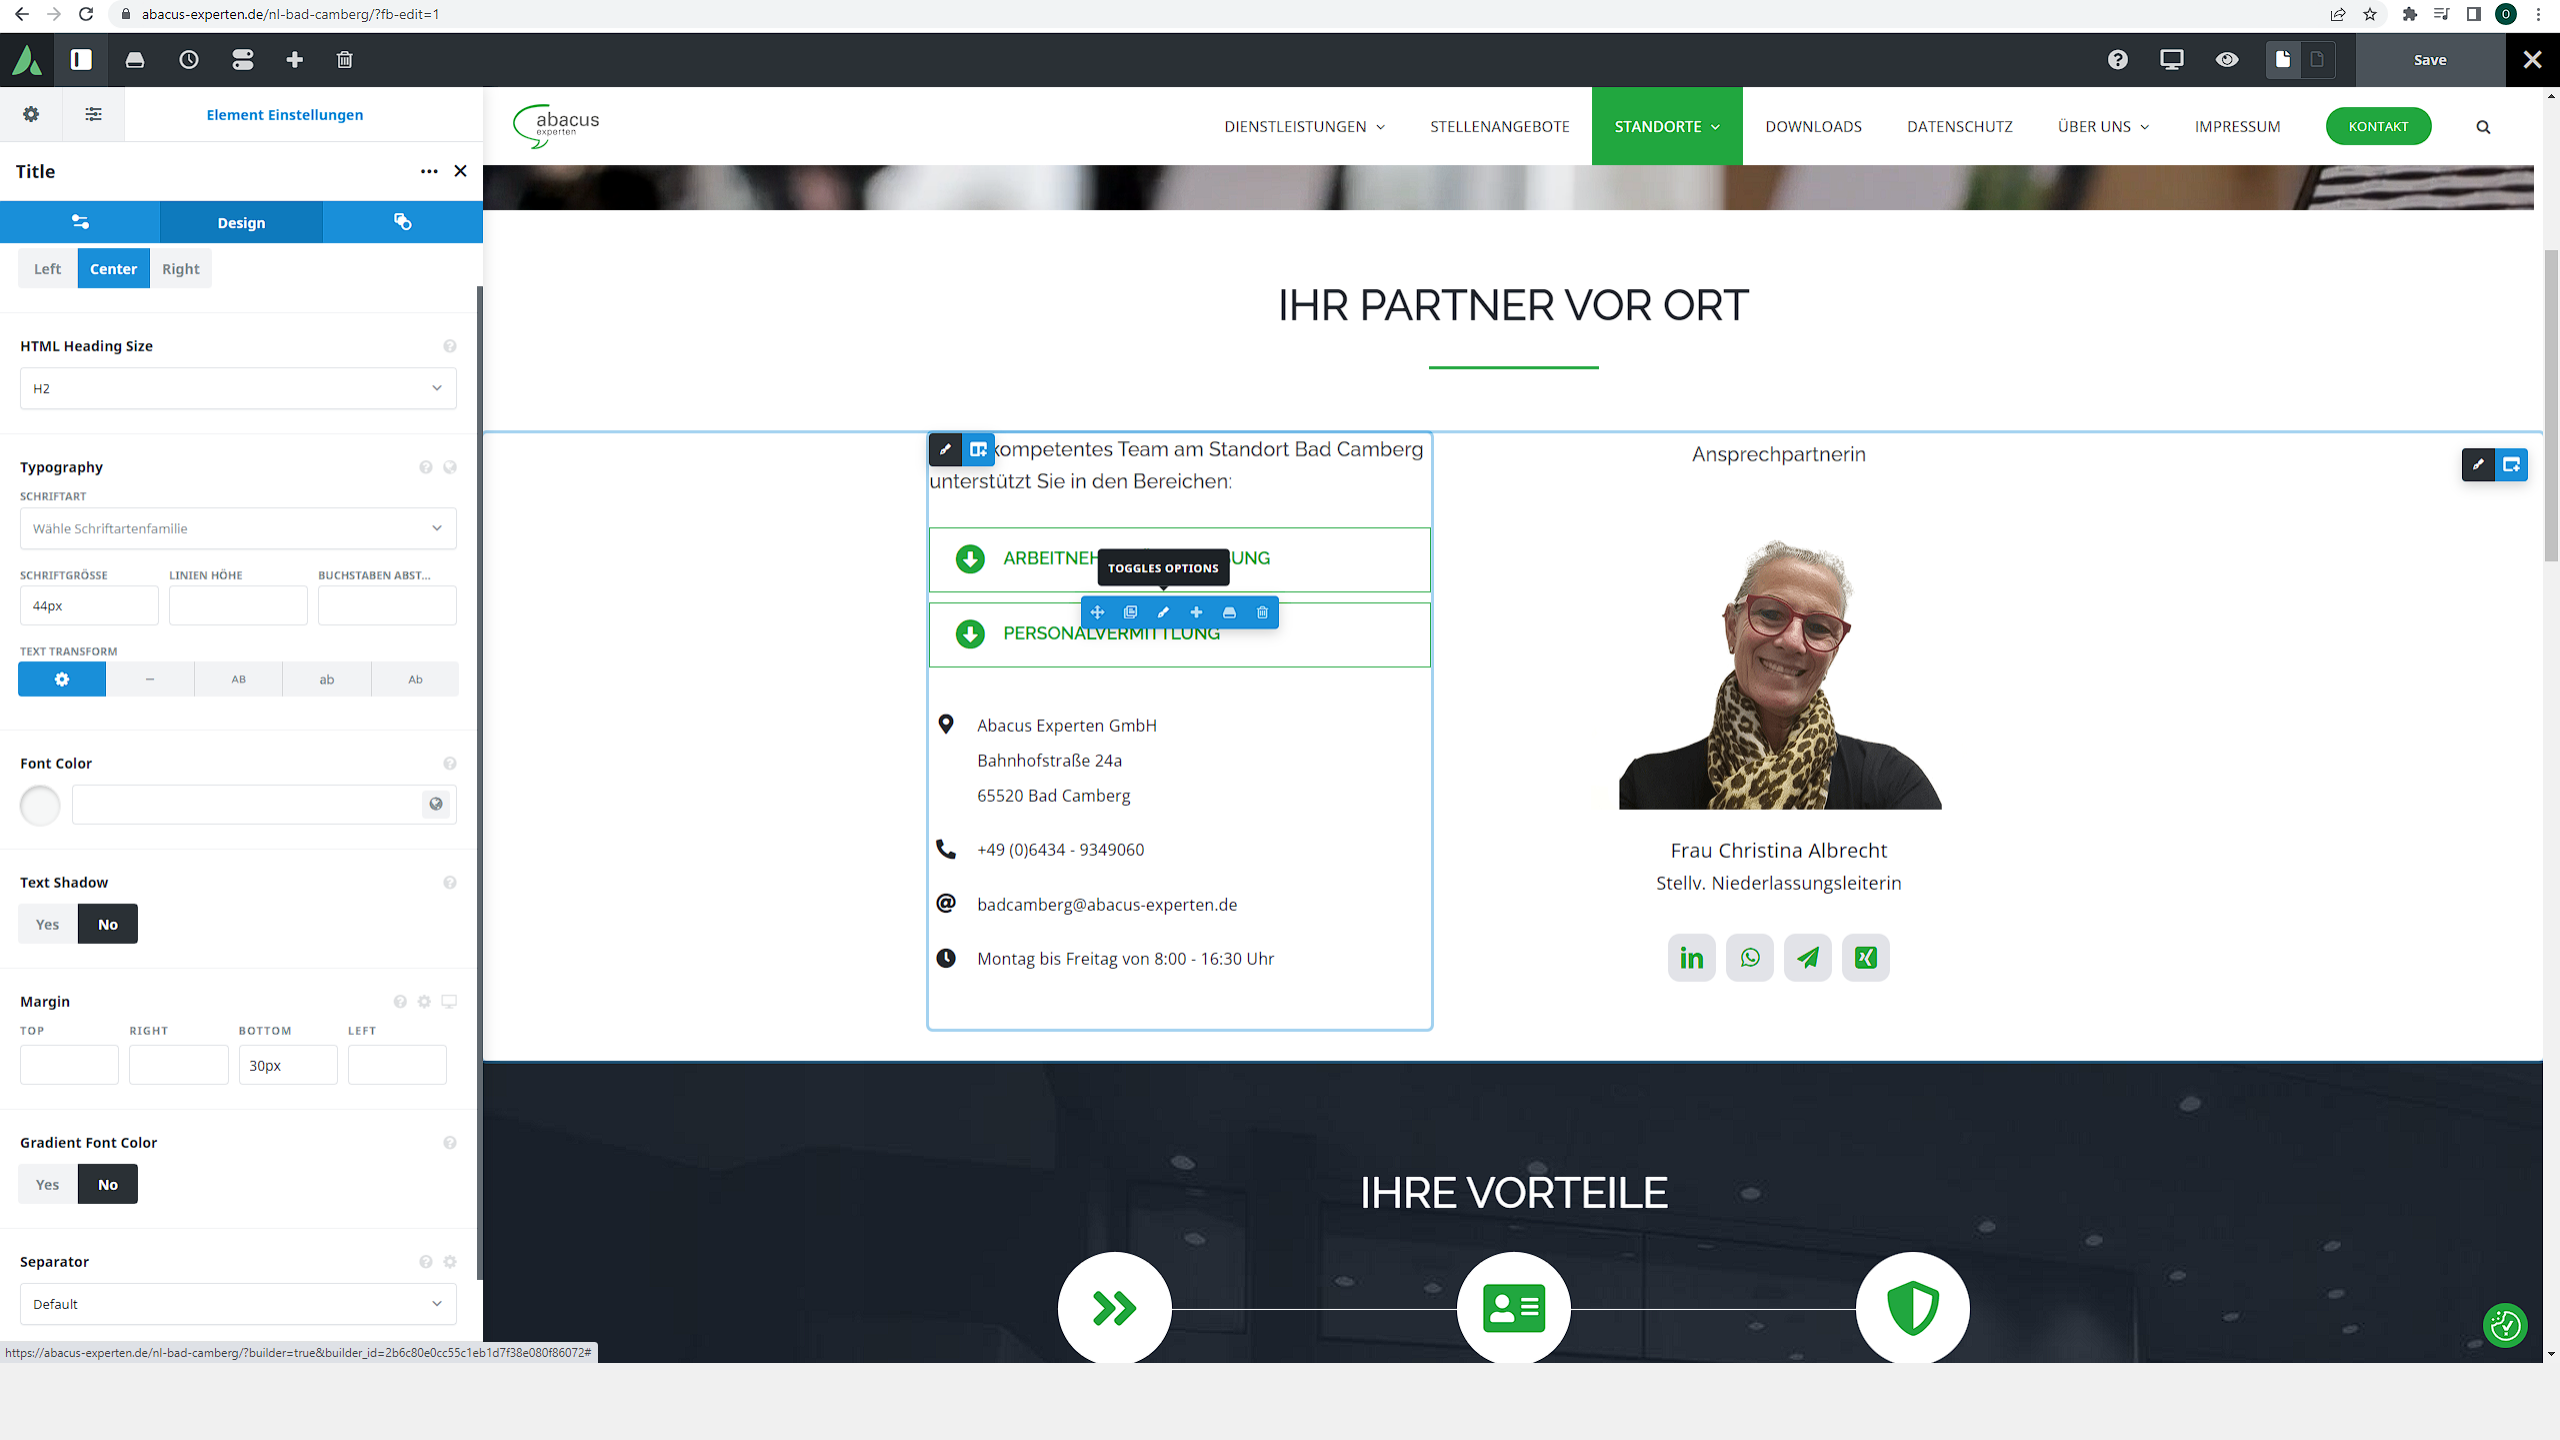 abacus-experten.de/nl-bad-camberg/?fb-edit=1
O
Save
Element Einstellungen
Title
Design
Left
Center
Right
HTML Heading Size
H2
Typography
SCHRIFTART
Wähle Schriftartenfamilie
SCHRIFTGRÖSSE
LINIEN HÖHE
BUCHSTABEN ABST...
44px
TEXT TRANSFORM
AB
ab
Ab
Font Color
Text Shadow
Yes
No
Margin
TOP
RIGHT
BOTTOM
LEFT
30px
Gradient Font Color
Yes
No
Separator
Default
https://abacus-experten.de/nl-bad-camberg/?builder=true&builder_id=2b6c80e0cc55c1eb1d7f38e080f86072#
abacus
experten
DIENSTLEISTUNGEN
STELLENANGEBOTE
STANDORTE
DOWNLOADS
DATENSCHUTZ
ÜBER UNS
IMPRESSUM
KONTAKT
IHR PARTNER VOR ORT
kompetentes Team am Standort Bad Camberg
unterstützt Sie in den Bereichen:
TOGGLES OPTIONS
PERSONALVERMITTLUNG
Abacus Experten GmbH
Bahnhofstraße 24a
65520 Bad Camberg
+49 (0)6434 - 9349060
badcamberg@abacus-experten.de
Montag bis Freitag von 8:00 - 16:30 Uhr
Ansprechpartnerin
Frau Christina Albrecht
Stellv. Niederlassungsleiterin
IHRE VORTEILE